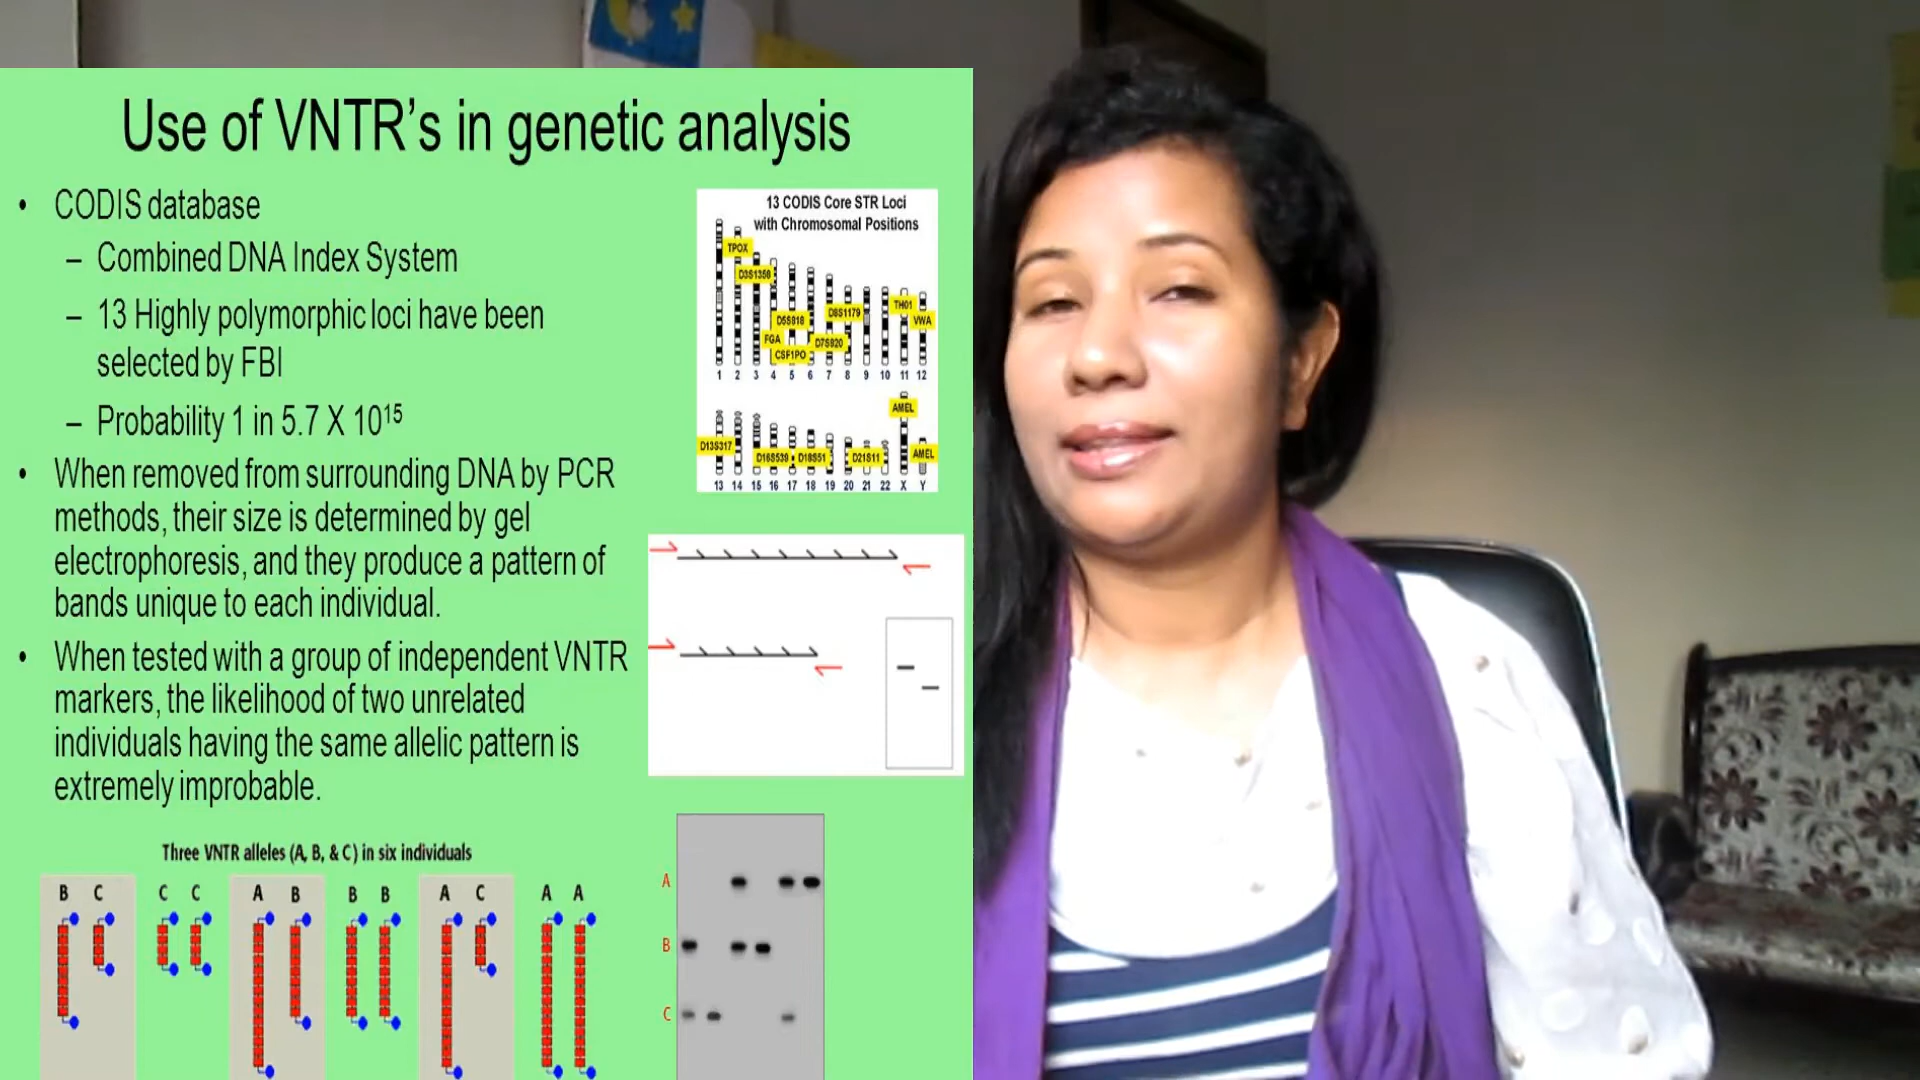 Use of VNTR's in genetic analysis
• CODIS database
– Combined DNA Index System
– 13 Highly polymorphic loci have been
selected by FBI
– Probability 1 in 5.7 X 10¹⁵
• When removed from surrounding DNA by PCR
methods, their size is determined by gel
electrophoresis, and they produce a pattern of
bands unique to each individual.
• When tested with a group of independent VNTR
markers, the likelihood of two unrelated
individuals having the same allelic pattern is
extremely improbable.
13 CODIS Core STR Loci
with Chromosomal Positions
TPOX
D3S1358
TH01
D8S1179
D5S818
VWA
FGA
D7S820
CSF1PO
1 2 3 4 5 6 7 8 9 10 11 12
AMEL
D13S317
AMEL
D16S539 D18S51 D21S11
13 14 15 16 17 18 19 20 21 22 X Y
Three VNTR alleles (A, B, & C) in six individuals
B C C C A B B B A C A A
A
B
C